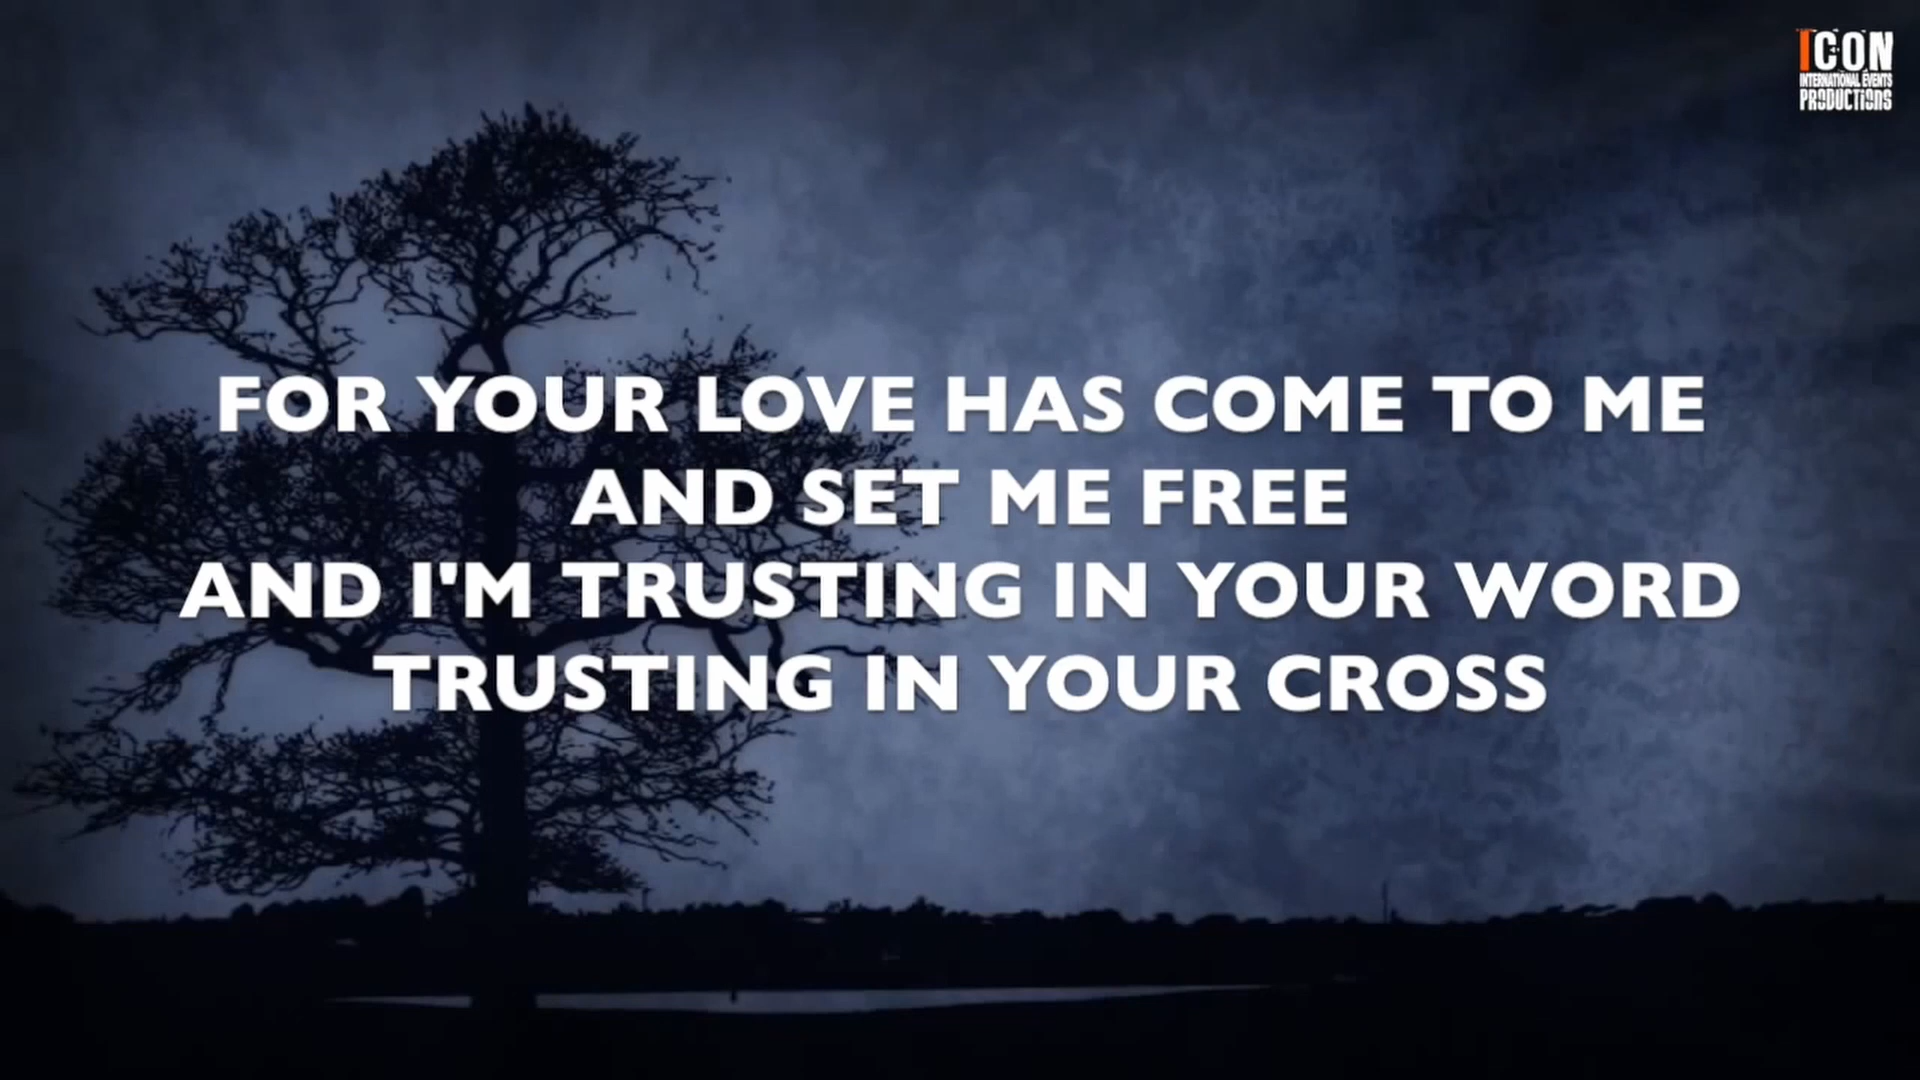 ICON
INTERNATIONAL EVENTS
PRODUCTIONS
FOR YOUR LOVE HAS COME TO ME
AND SET ME FREE
AND I'M TRUSTING IN YOUR WORD
TRUSTING IN YOUR CROSS